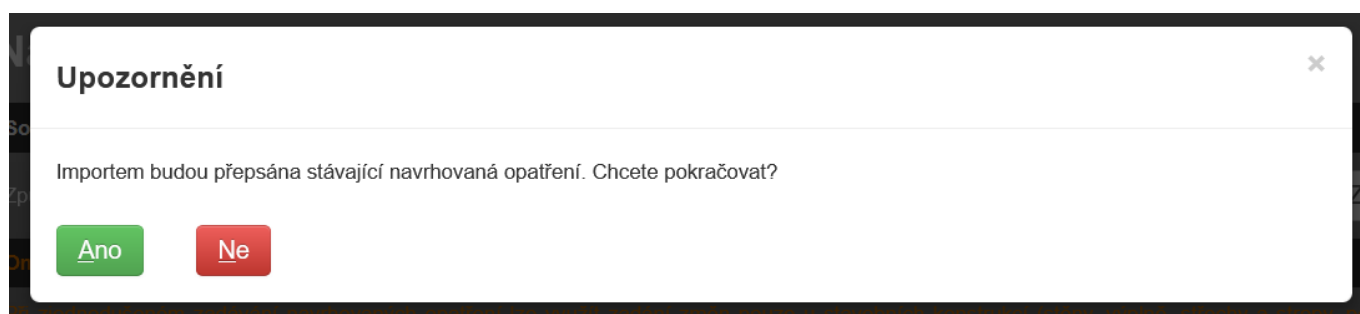 Upozornění
×
Importem budou přepsána stávající navrhovaná opatření. Chcete pokračovat?
Ano
Ne